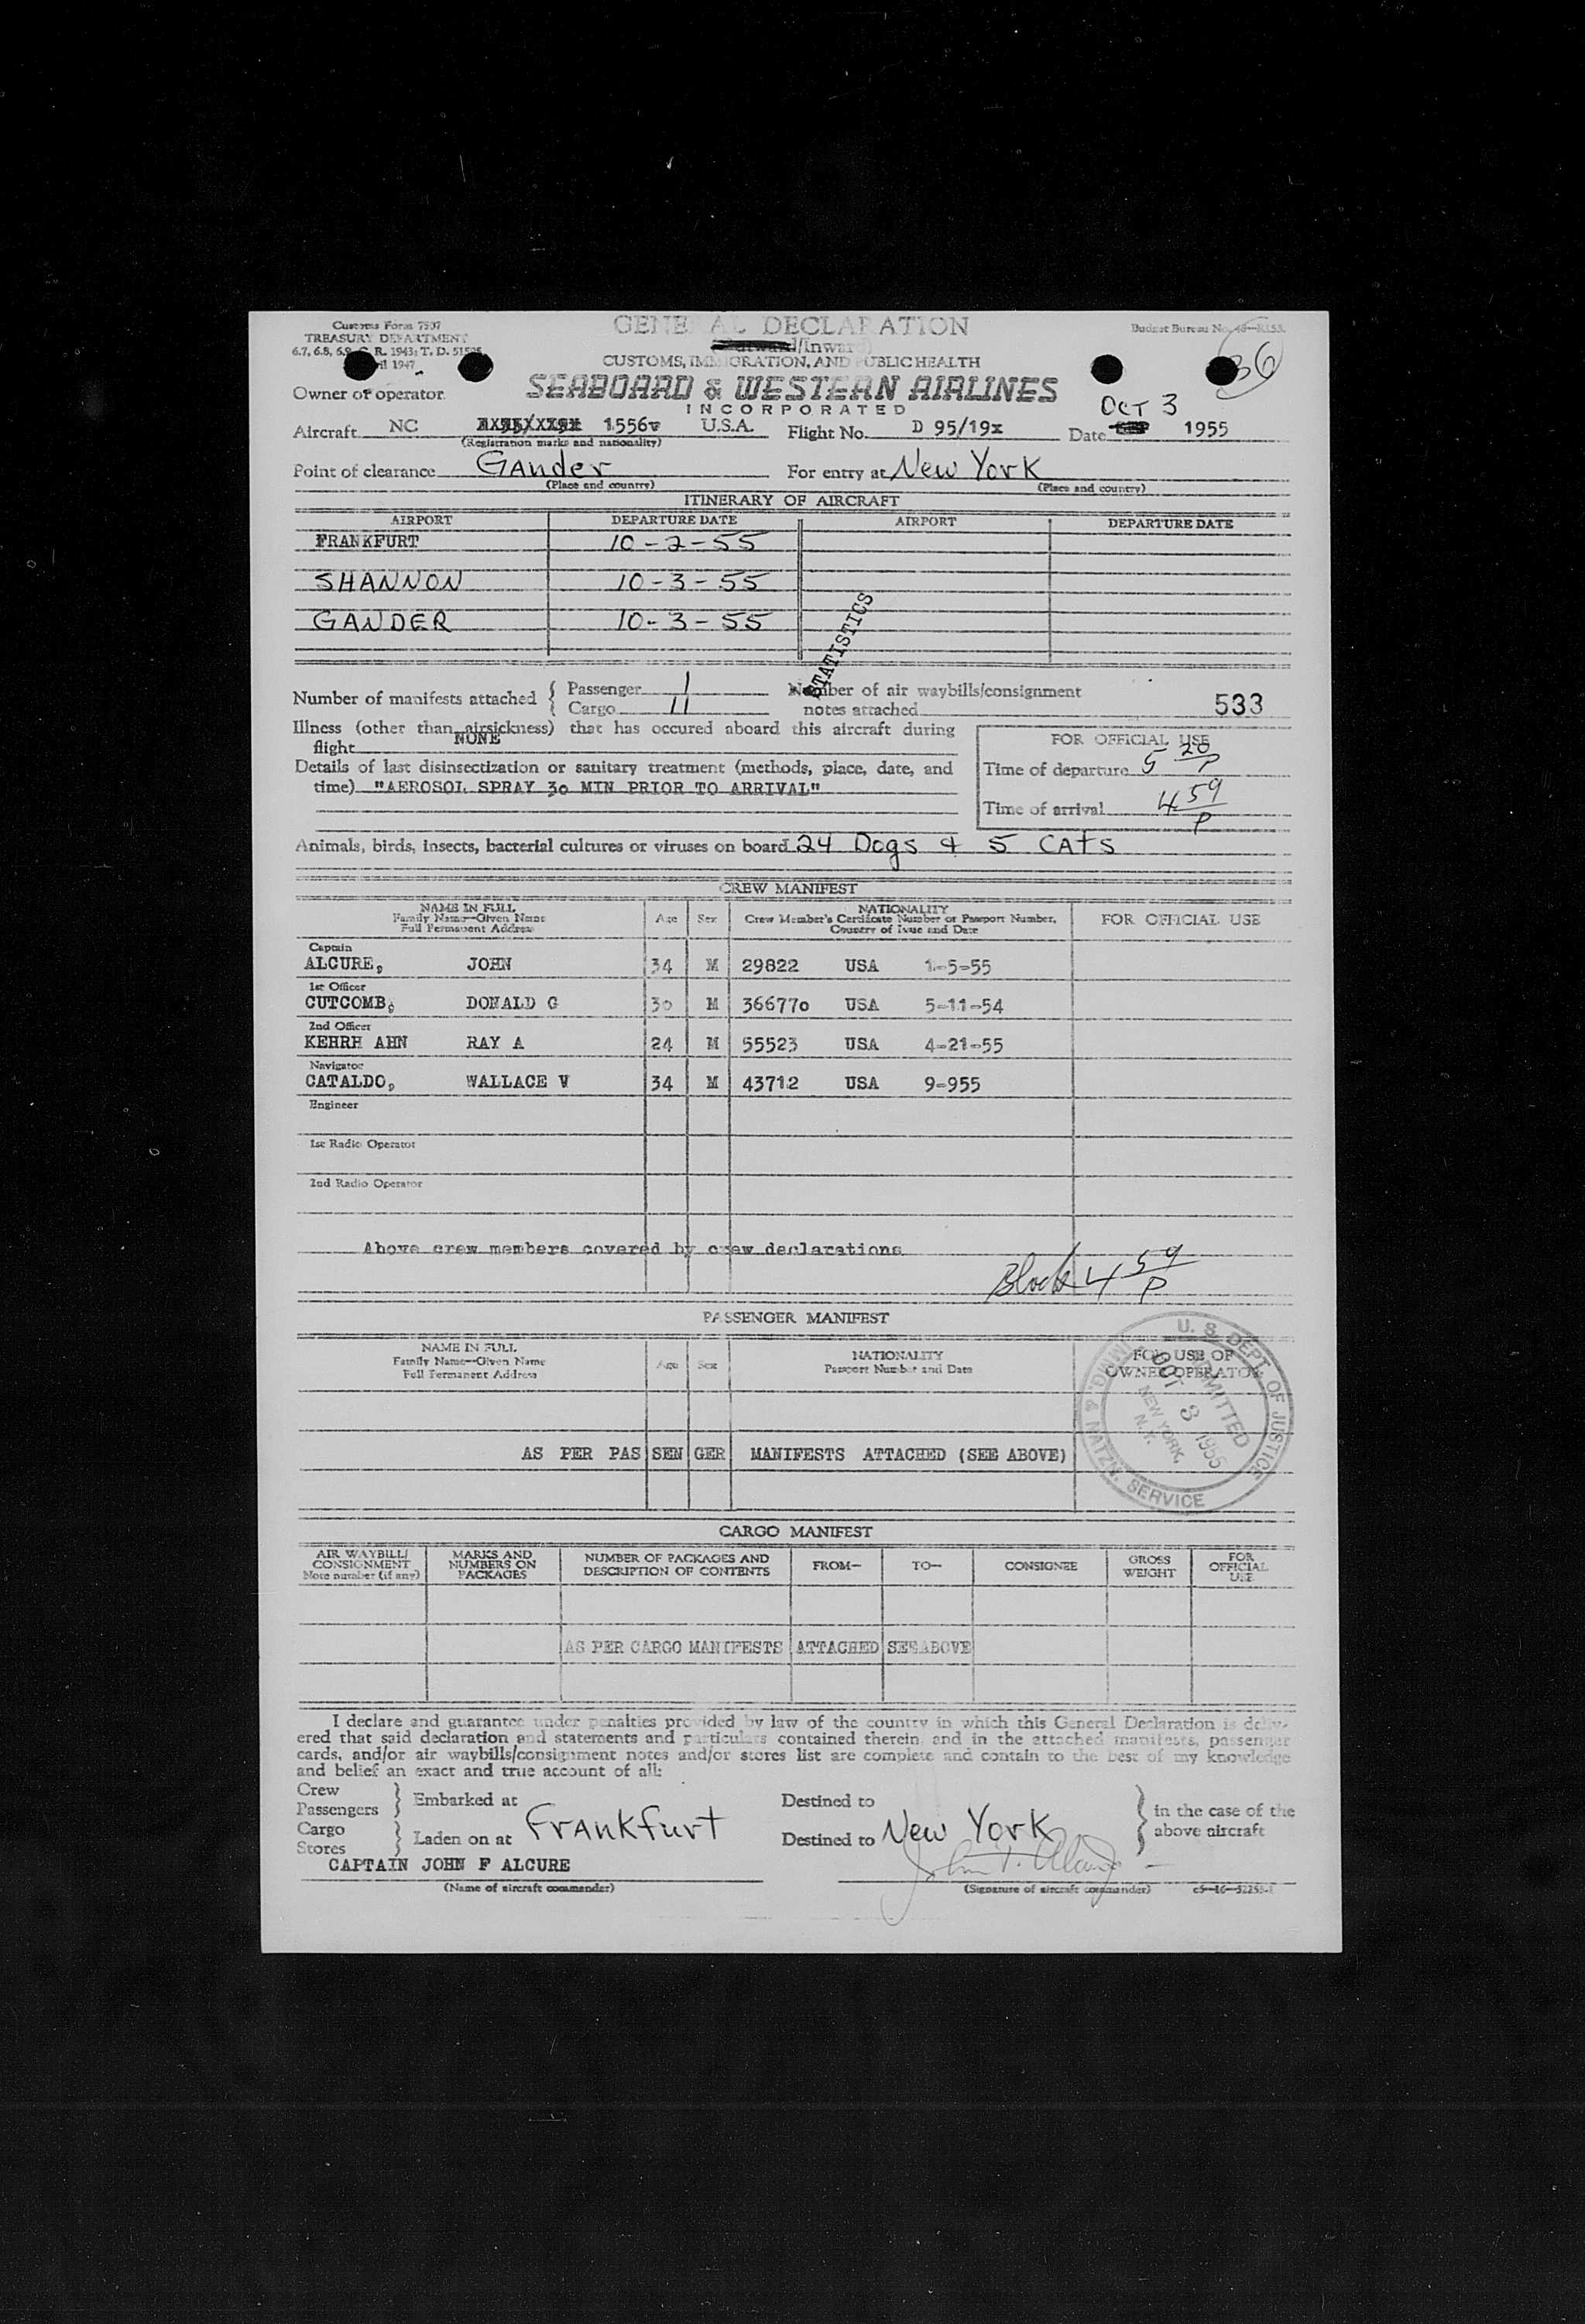 Customs Form 7507
TREASURY DEPARTMENT
GENERAL DECLARATION
CUSTOMS, IMMIGRATION, AND PUBLIC HEALTH
Budget Bureau No.
36
Owner or operator
SEABOARD & WESTERN AIRLINES
INCORPORATED
Aircraft NC 1556v U.S.A. Flight No. D 95/19x Date OCT 3 1955
(Registration marks and nationality)
Point of clearance Gander For entry at New York
(Place and country) (Place and country)
ITINERARY OF AIRCRAFT
AIRPORT DEPARTURE DATE AIRPORT DEPARTURE DATE
FRANKFURT 10-2-55
SHANNON 10-3-55
GANDER 10-3-55
STATISTICS
Number of manifests attached { Passenger 1 Number of air waybills/consignment
Cargo 11 notes attached 533
Illness (other than airsickness) that has occured aboard this aircraft during
flight NONE
FOR OFFICIAL USE
Details of last disinsectization or sanitary treatment (methods, place, date, and
time) "AEROSOL SPRAY 30 MIN PRIOR TO ARRIVAL"
Time of departure 5 20 P
Time of arrival 4 59 P
Animals, birds, insects, bacterial cultures or viruses on board 24 Dogs & 5 CAts
CREW MANIFEST
NAME IN FULL
Family Name—Given Name
Full Permanent Address
Age Sex
NATIONALITY
Crew Member's Certificate Number or Passport Number,
Country of Issue and Date
FOR OFFICIAL USE
Captain
ALCURE, JOHN 34 M 29822 USA 1-5-55
1st Officer
CUTCOMB, DONALD G 30 M 366770 USA 5-11-54
2nd Officer
KEHRH AHN RAY A 24 M 55523 USA 4-21-55
Navigator
CATALDO, WALLACE V 34 M 43712 USA 9-955
Engineer
1st Radio Operator
2nd Radio Operator
Above crew members covered by crew declarations
Block 4 59 P
PASSENGER MANIFEST
NAME IN FULL
Family Name—Given Name
Full Permanent Address
Age Sex
NATIONALITY
Passport Number and Date
FOR USE OF
OWNER OPERATOR
U. S. DEPT. OF JUSTICE
ADMITTED
OCT 3 1955
NEW YORK, N.Y.
IMMIG. & NATZN. SERVICE
AS PER PAS SEN GER MANIFESTS ATTACHED (SEE ABOVE)
CARGO MANIFEST
AIR WAYBILL/
CONSIGNMENT
Note number (if any)
MARKS AND
NUMBERS ON
PACKAGES
NUMBER OF PACKAGES AND
DESCRIPTION OF CONTENTS
FROM— TO— CONSIGNEE
GROSS
WEIGHT
FOR
OFFICIAL
USE
AS PER CARGO MANIFESTS ATTACHED SEEABOVE
I declare and guarantee under penalties provided by law of the country in which this General Declaration is deliv-
ered that said declaration and statements and particulars contained therein, and in the attached manifests, passenger
cards, and/or air waybills/consignment notes and/or stores list are complete and contain to the best of my knowledge
and belief an exact and true account of all:
Crew
Passengers } Embarked at Destined to
Cargo
Stores } Laden on at Frankfurt Destined to New York } in the case of the
above aircraft
CAPTAIN JOHN F ALCURE John F. Alcure
(Name of aircraft commander) (Signature of aircraft commander)